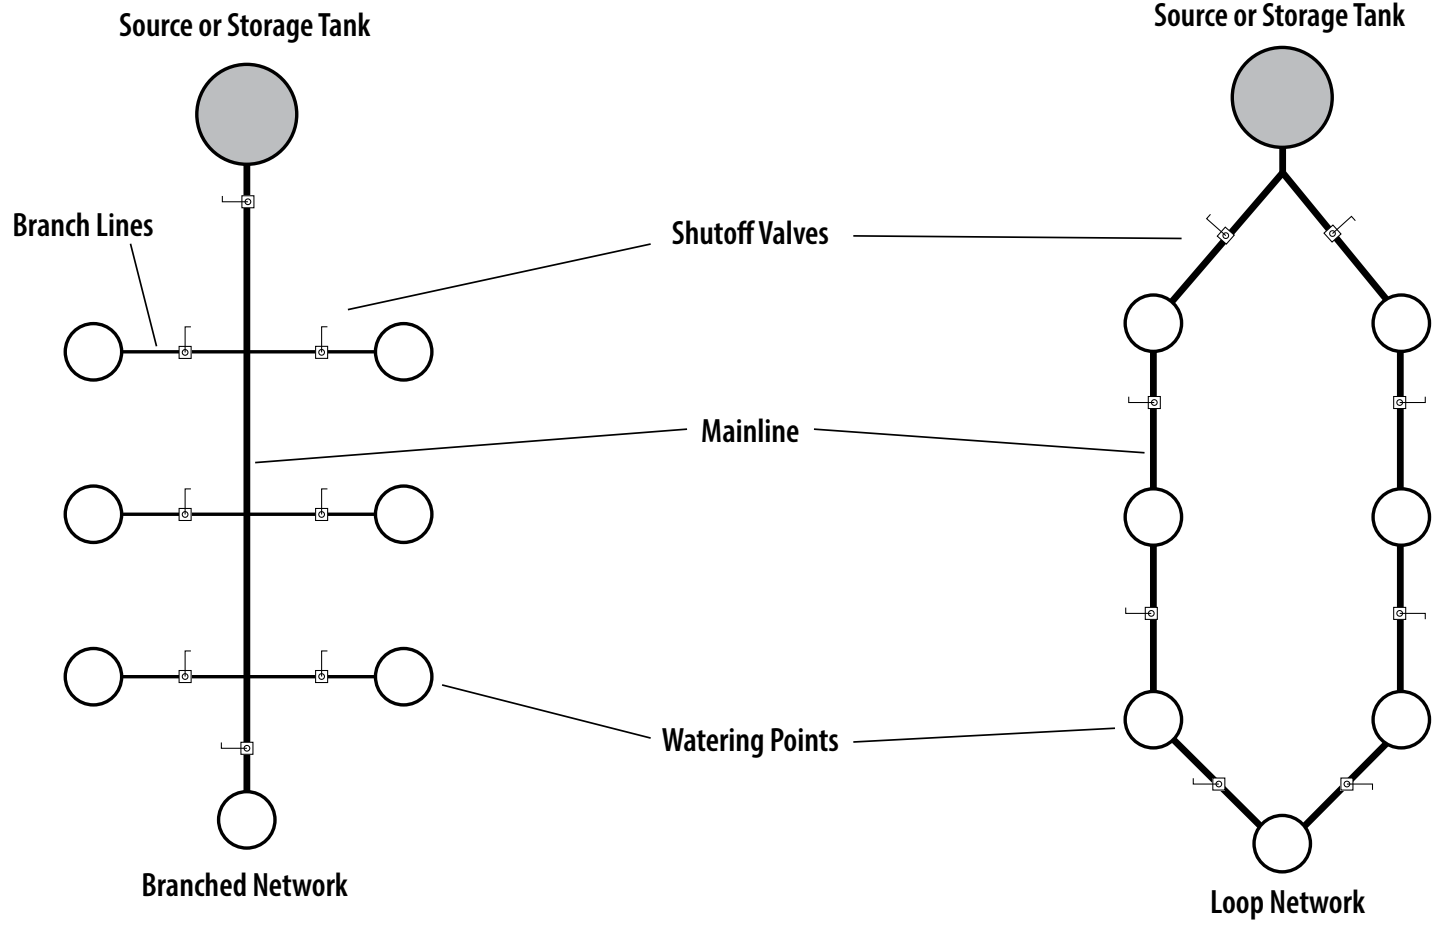 Source or Storage Tank
Source or Storage Tank
Branch Lines
Shutoff Valves
Mainline
Watering Points
Branched Network
Loop Network